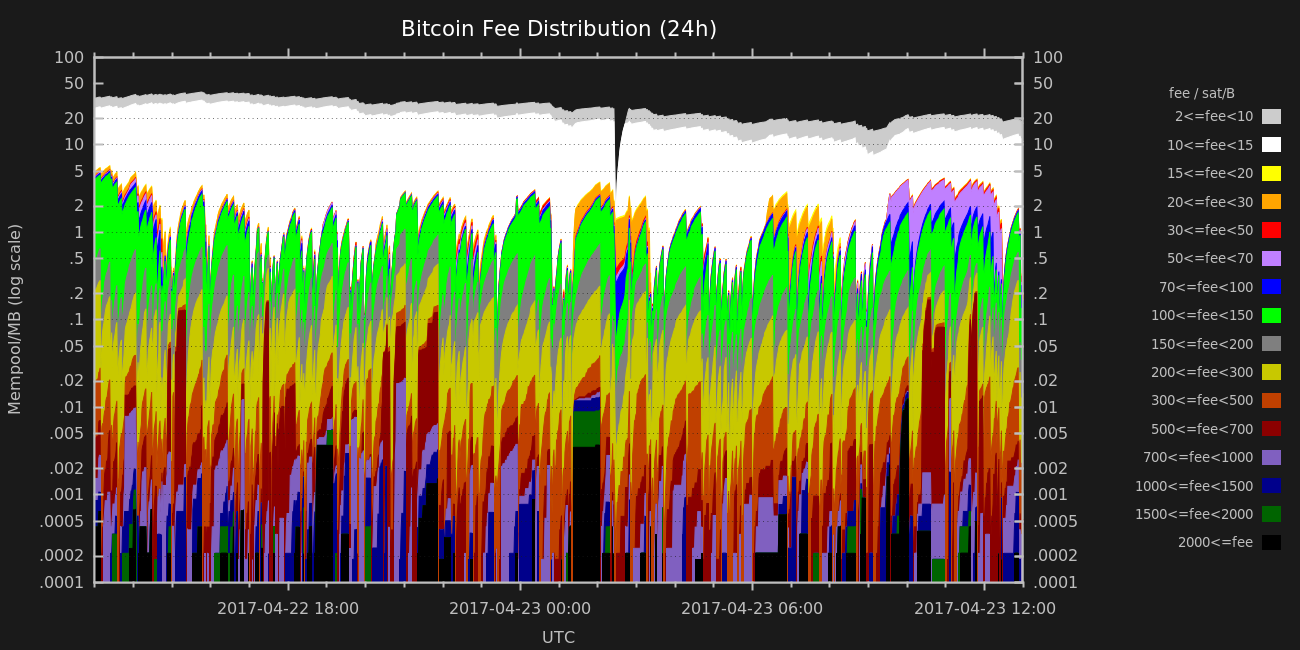 Bitcoin Fee Distribution (24h)
100
50
20
10
5
2
1
.5
.2
.1
.05
.02
.01
.005
.002
.001
.0005
.0002
.0001
Mempool/MB (log scale)
100
50
20
10
5
2
1
.5
.2
.1
.05
.02
.01
.005
.002
.001
.0005
.0002
.0001
2017-04-22 18:00
2017-04-23 00:00
2017-04-23 06:00
2017-04-23 12:00
UTC
fee / sat/B
2<=fee<10
10<=fee<15
15<=fee<20
20<=fee<30
30<=fee<50
50<=fee<70
70<=fee<100
100<=fee<150
150<=fee<200
200<=fee<300
300<=fee<500
500<=fee<700
700<=fee<1000
1000<=fee<1500
1500<=fee<2000
2000<=fee